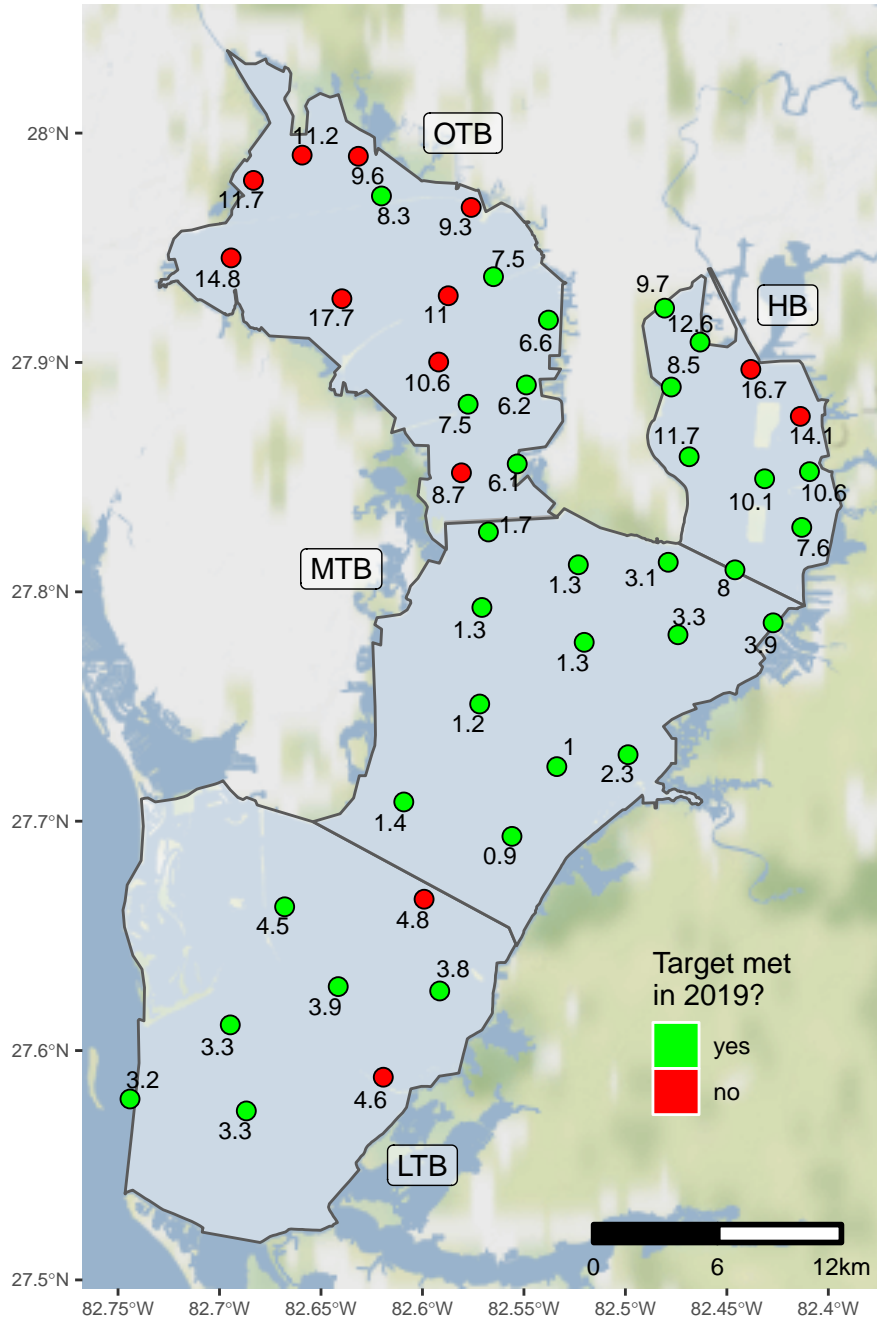 28°N
27.9°N
27.8°N
27.7°N
27.6°N
27.5°N
82.75°W
82.7°W
82.65°W
82.6°W
82.55°W
82.5°W
82.45°W
82.4°W
OTB
11.2
9.6
11.7
8.3
9.3
14.8
7.5
17.7
11
6.6
10.6
6.2
7.5
8.7
6.1
HB
9.7
12.6
8.5
16.7
14.1
11.7
10.1
10.6
7.6
8
MTB
1.7
1.3
3.1
1.3
3.3
3.9
1.3
1.2
1
2.3
1.4
0.9
4.8
4.5
3.8
3.9
3.3
3.2
4.6
3.3
LTB
Target met
in 2019?
yes
no
0
6
12km